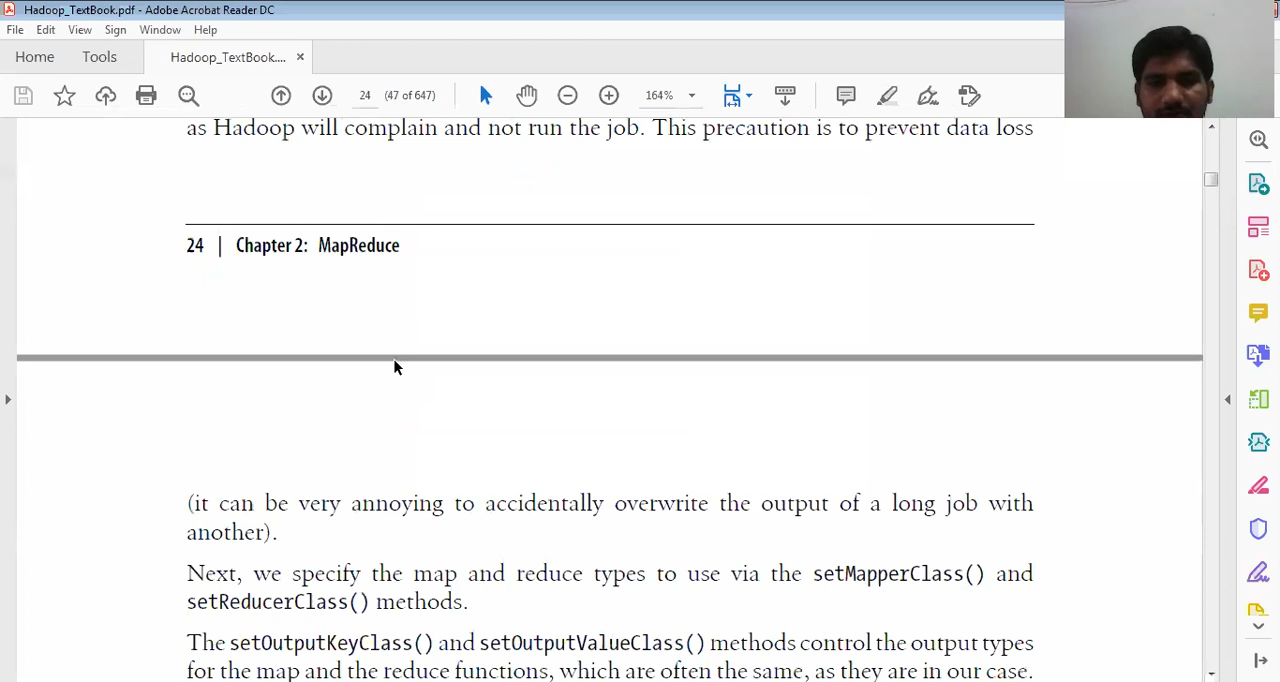 Hadoop_TextBook.pdf - Adobe Acrobat Reader DC
File Edit View Sign Window Help
Home Tools Hadoop_TextBook.... ×
24 (47 of 647) 164%
as Hadoop will complain and not run the job. This precaution is to prevent data loss
24 | Chapter 2: MapReduce
(it can be very annoying to accidentally overwrite the output of a long job with
another).
Next, we specify the map and reduce types to use via the setMapperClass() and
setReducerClass() methods.
The setOutputKeyClass() and setOutputValueClass() methods control the output types
for the map and the reduce functions, which are often the same, as they are in our case.